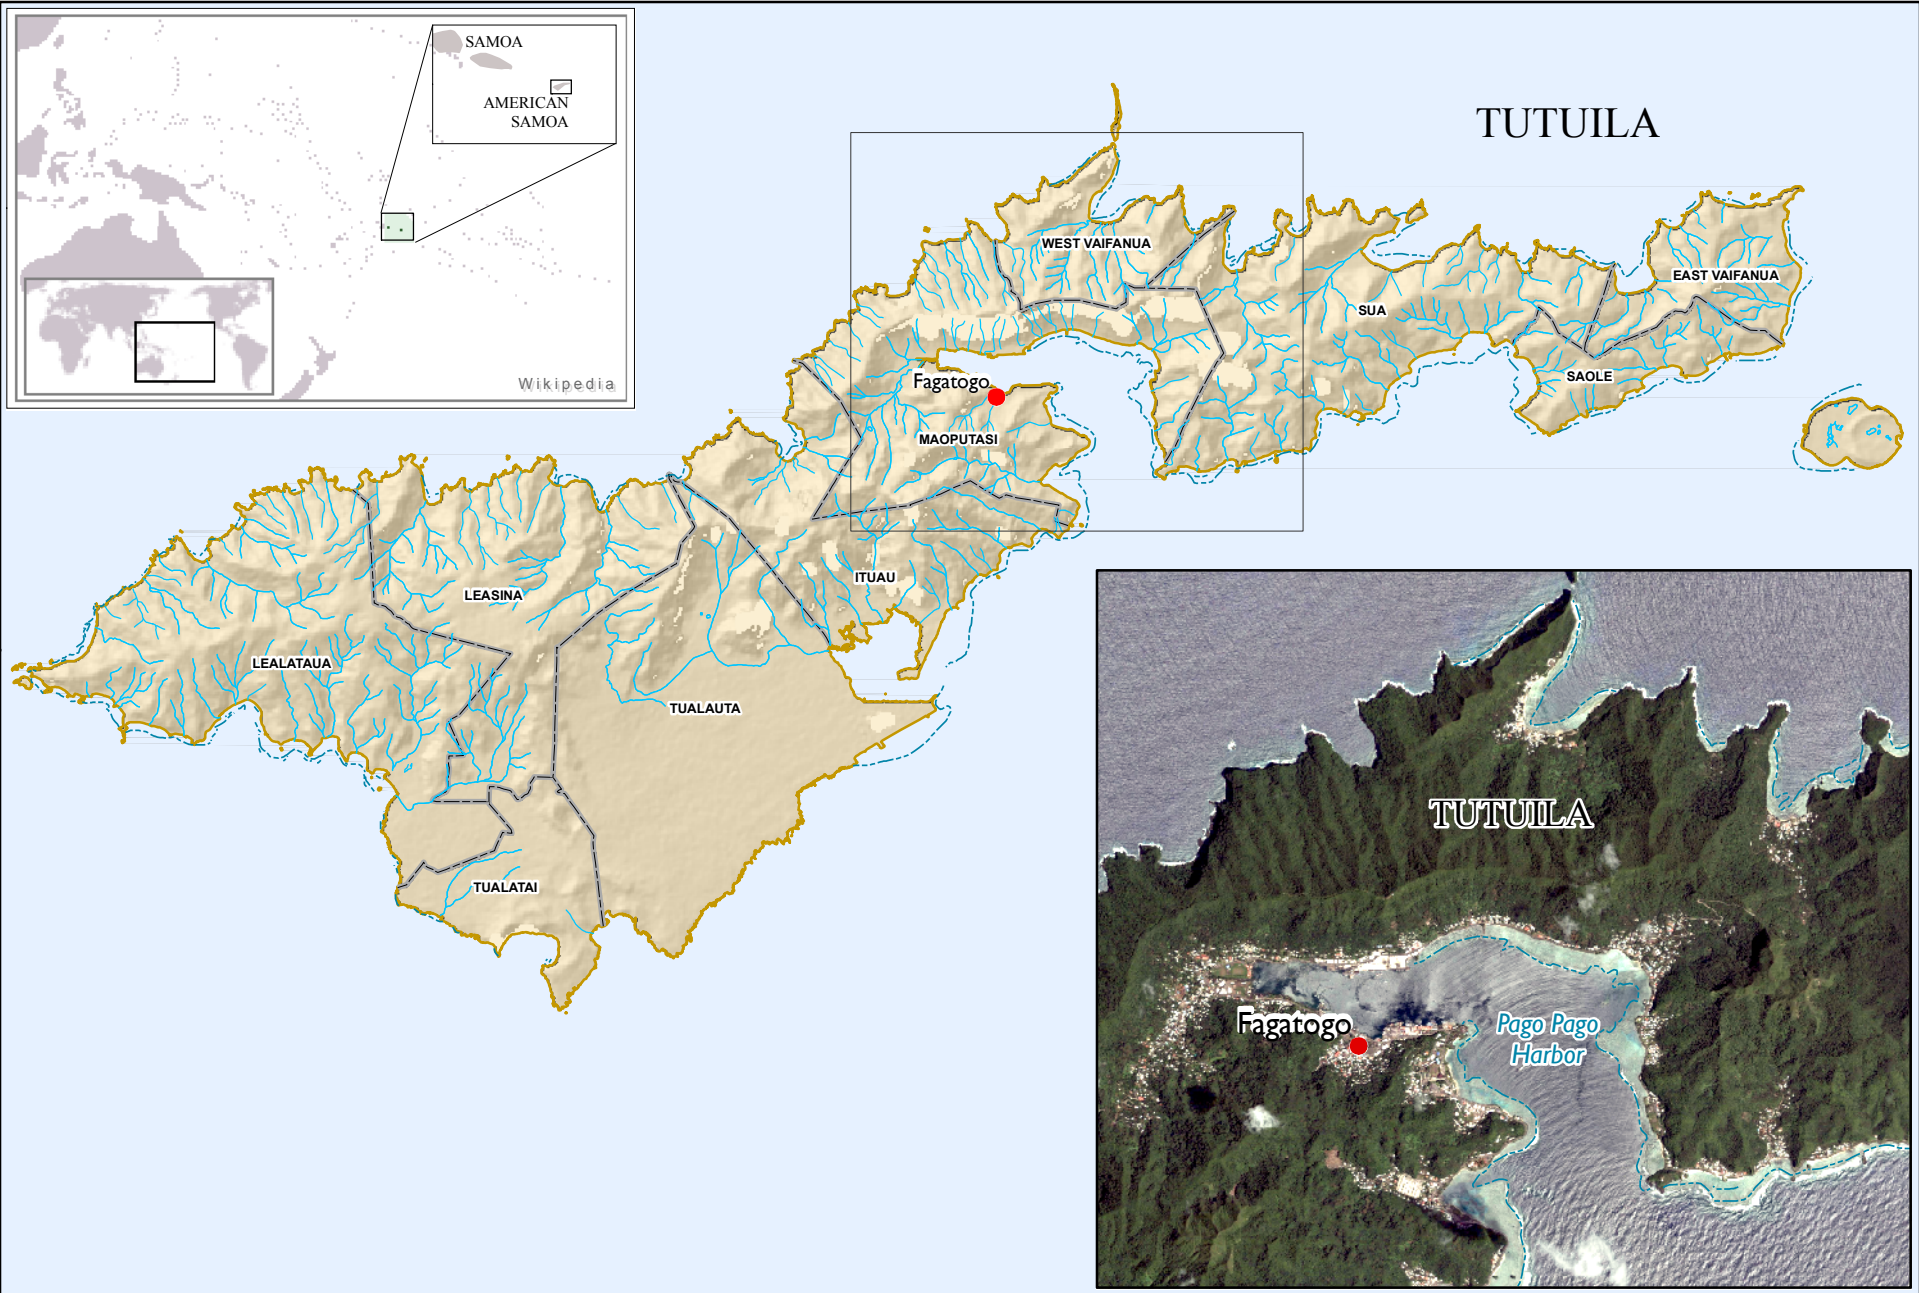 SAMOA
AMERICAN
SAMOA
Wikipedia
TUTUILA
WEST VAIFANUA
EAST VAIFANUA
SUA
SAOLE
Fagatogo
MAOPUTASI
ITUAU
LEASINA
LEALATAUA
TUALAUTA
TUALATAI
TUTUILA
Fagatogo
Pago Pago
Harbor